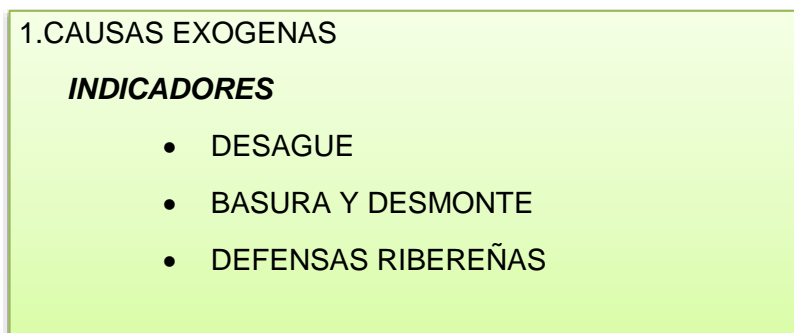 1.CAUSAS EXOGENAS
INDICADORES
• DESAGUE
• BASURA Y DESMONTE
• DEFENSAS RIBEREÑAS